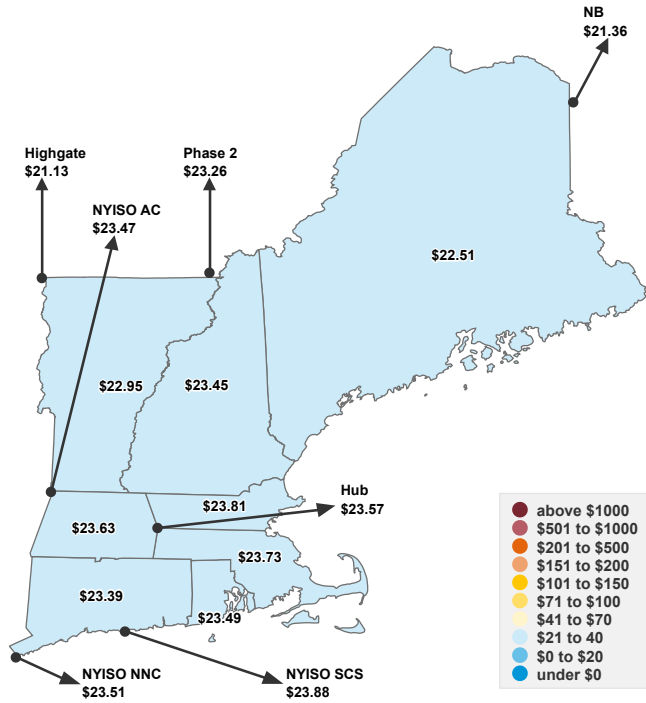 NB
$21.36
Highgate
$21.13
Phase 2
$23.26
NYISO AC
$23.47
$22.51
$22.95
$23.45
Hub
$23.57
$23.81
$23.63
$23.73
$23.39
$23.49
NYISO NNC
$23.51
NYISO SCS
$23.88
above $1000
$501 to $1000
$201 to $500
$151 to $200
$101 to $150
$71 to $100
$41 to $70
$21 to 40
$0 to $20
under $0